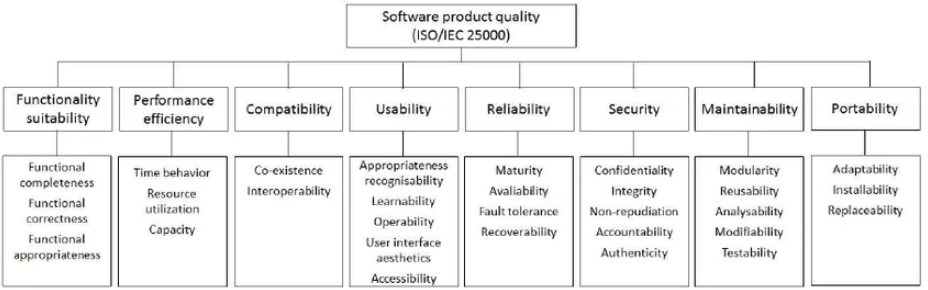 Software product quality
(ISO/IEC 25000)
Functionality
suitability
Performance
efficiency
Compatibility
Usability
Reliability
Security
Maintainability
Portability
Functional
completeness
Functional
correctness
Functional
appropriateness
Time behavior
Resource
utilization
Capacity
Co-existence
Interoperability
Appropriateness
recognisability
Learnability
Operability
User interface
aesthetics
Accessibility
Maturity
Avaliability
Fault tolerance
Recoverability
Confidentiality
Integrity
Non-repudiation
Accountability
Authenticity
Modularity
Reusability
Analysability
Modifiability
Testability
Adaptability
Installability
Replaceability